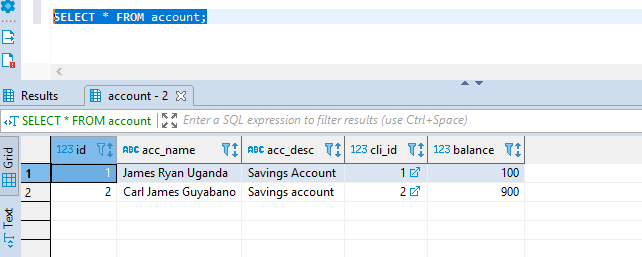 SELECT * FROM account;
Results account - 2
SELECT * FROM account Enter a SQL expression to filter results (use Ctrl+Space)
Grid
Text
123 id ABC acc_name ABC acc_desc 123 cli_id 123 balance
1 1 James Ryan Uganda Savings Account 1 100
2 2 Carl James Guyabano Savings account 2 900